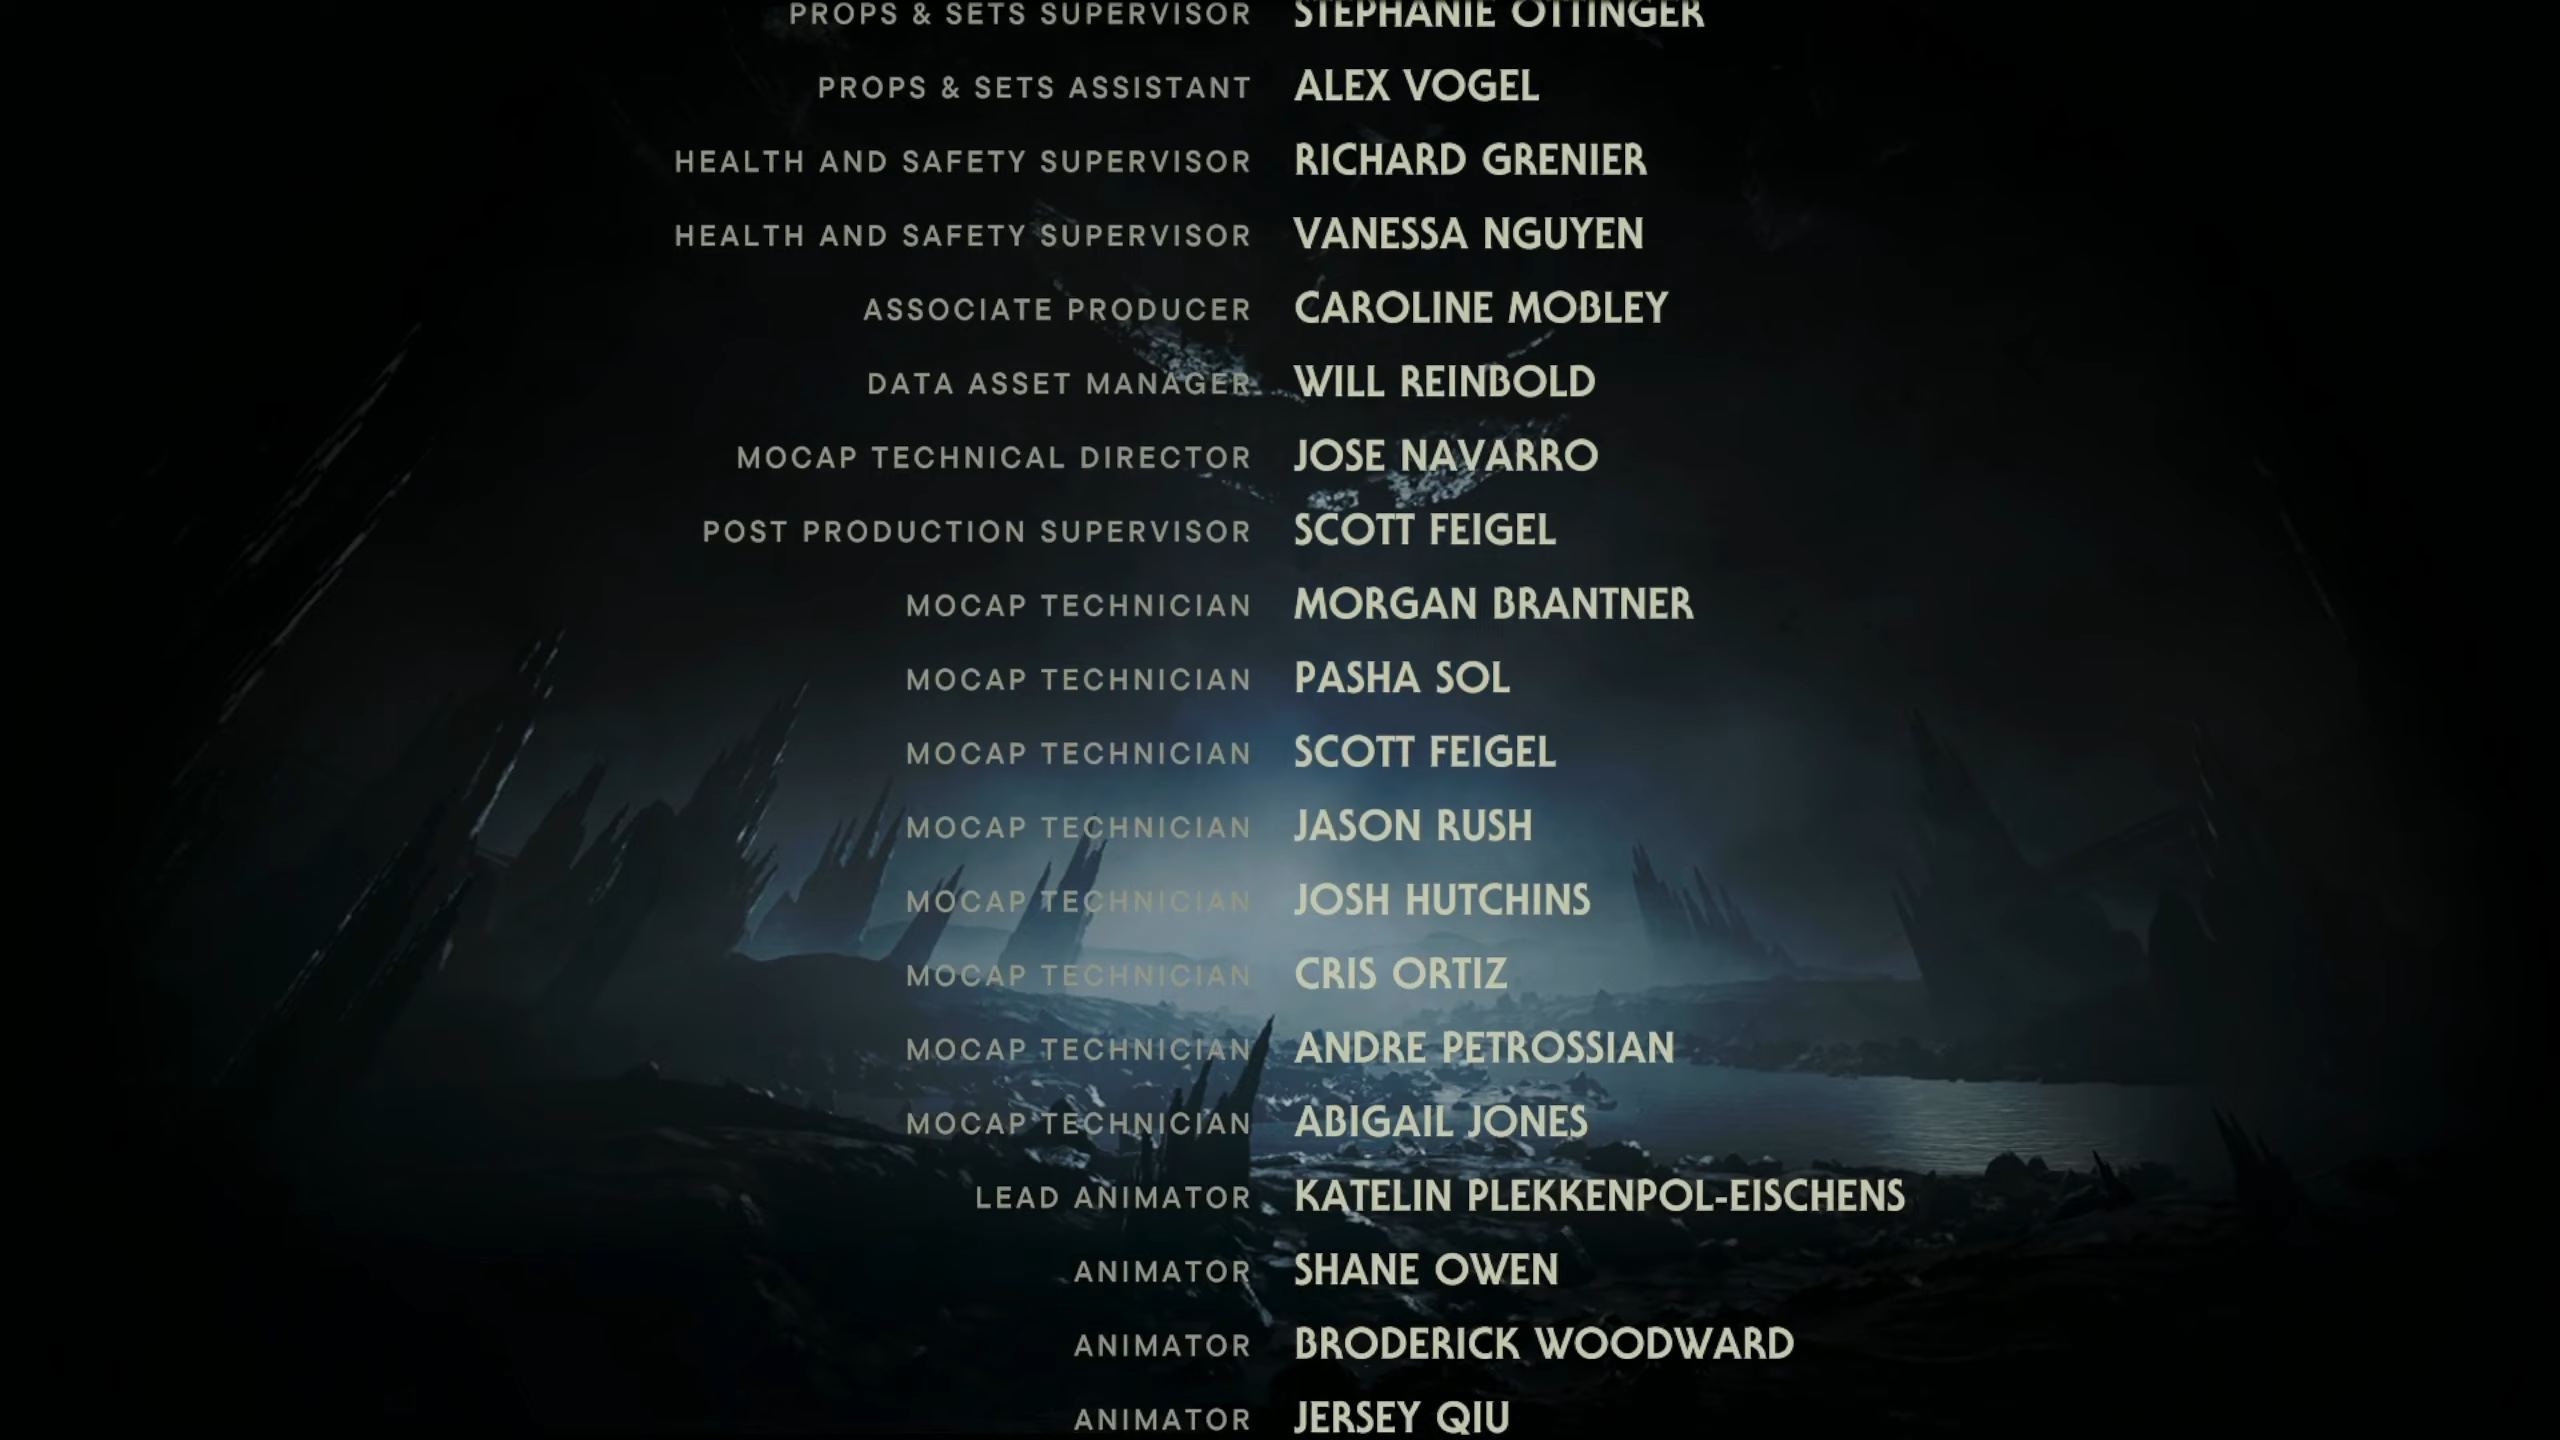 PROPS & SETS SUPERVISOR STEPHANIE OTTINGER
PROPS & SETS ASSISTANT ALEX VOGEL
HEALTH AND SAFETY SUPERVISOR RICHARD GRENIER
HEALTH AND SAFETY SUPERVISOR VANESSA NGUYEN
ASSOCIATE PRODUCER CAROLINE MOBLEY
DATA ASSET MANAGER WILL REINBOLD
MOCAP TECHNICAL DIRECTOR JOSE NAVARRO
POST PRODUCTION SUPERVISOR SCOTT FEIGEL
MOCAP TECHNICIAN MORGAN BRANTNER
MOCAP TECHNICIAN PASHA SOL
MOCAP TECHNICIAN SCOTT FEIGEL
MOCAP TECHNICIAN JASON RUSH
MOCAP TECHNICIAN JOSH HUTCHINS
MOCAP TECHNICIAN CRIS ORTIZ
MOCAP TECHNICIAN ANDRE PETROSSIAN
MOCAP TECHNICIAN ABIGAIL JONES
LEAD ANIMATOR KATELIN PLEKKENPOL-EISCHENS
ANIMATOR SHANE OWEN
ANIMATOR BRODERICK WOODWARD
ANIMATOR JERSEY QIU